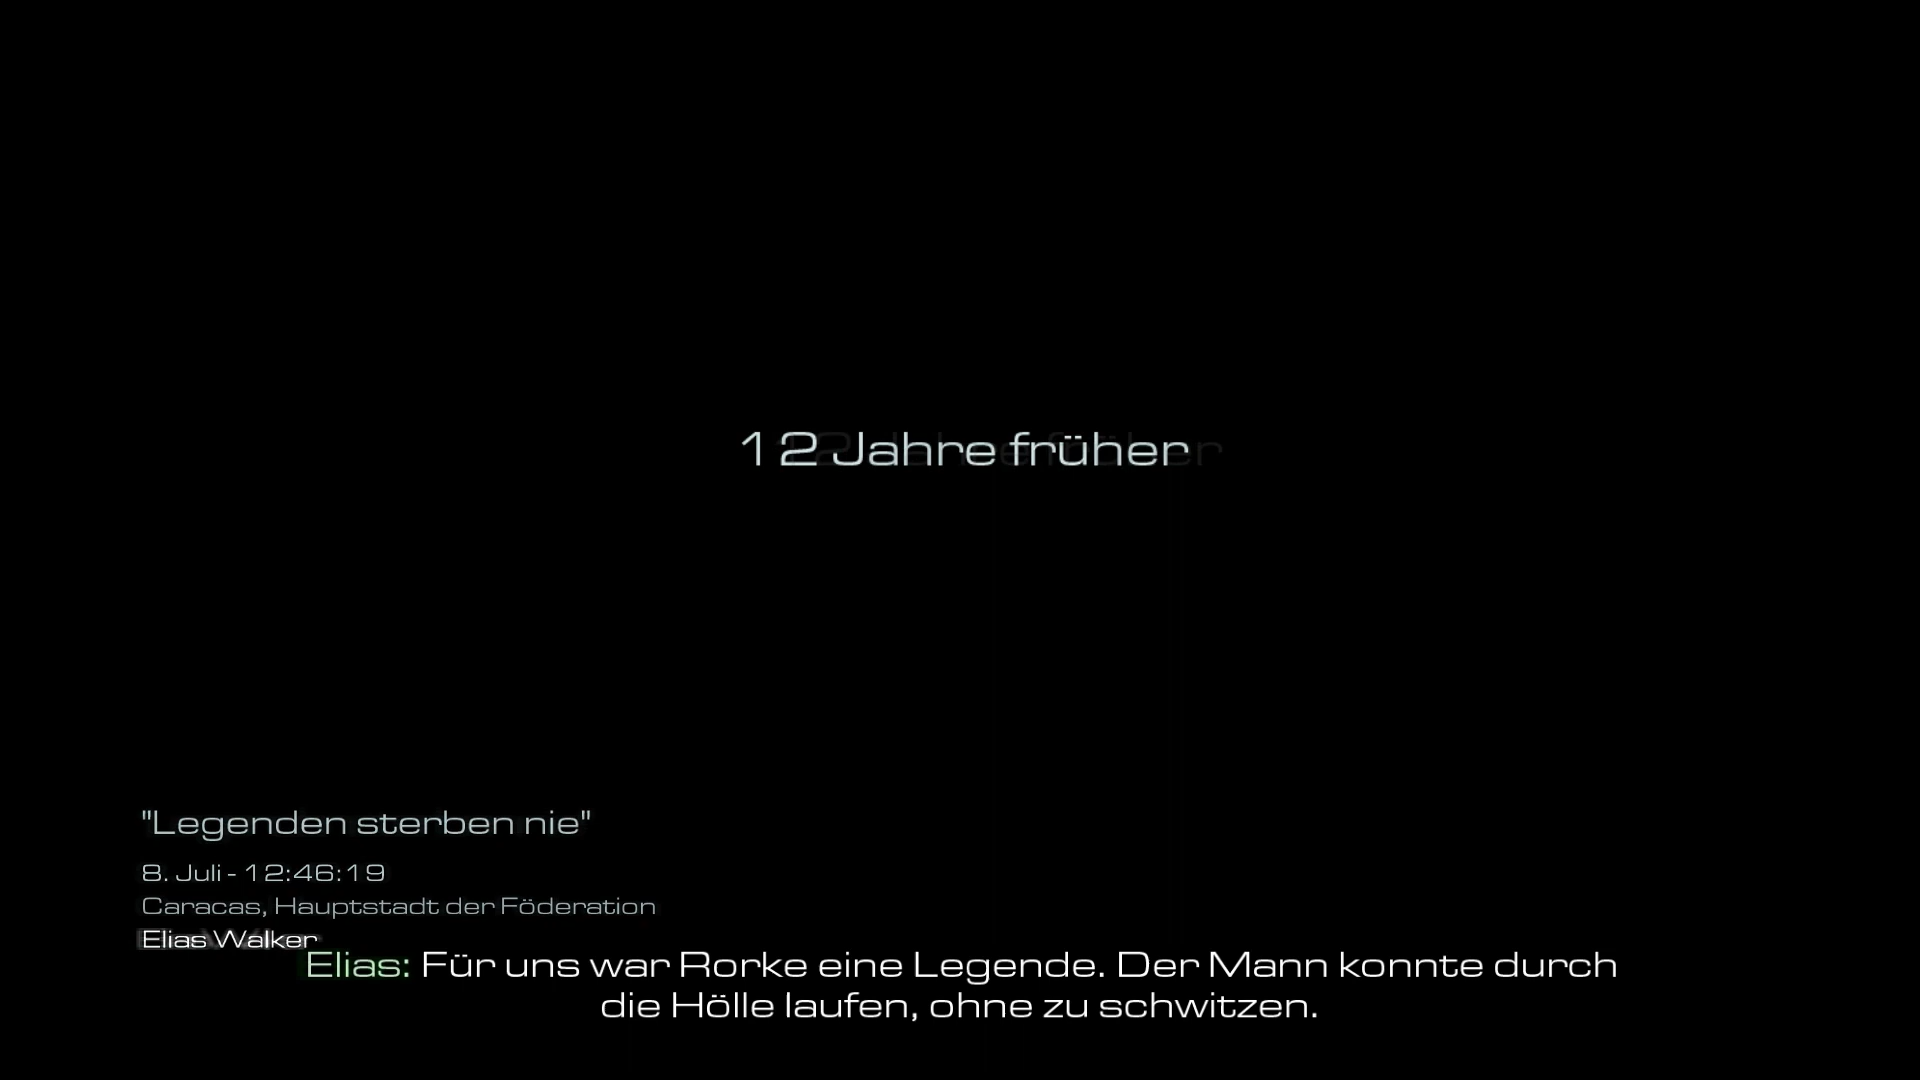 12 Jahre früher
"Legenden sterben nie"
8. Juli - 12:46:19
Caracas, Hauptstadt der Föderation
Elias Walker
Elias: Für uns war Rorke eine Legende. Der Mann konnte durch
die Hölle laufen, ohne zu schwitzen.